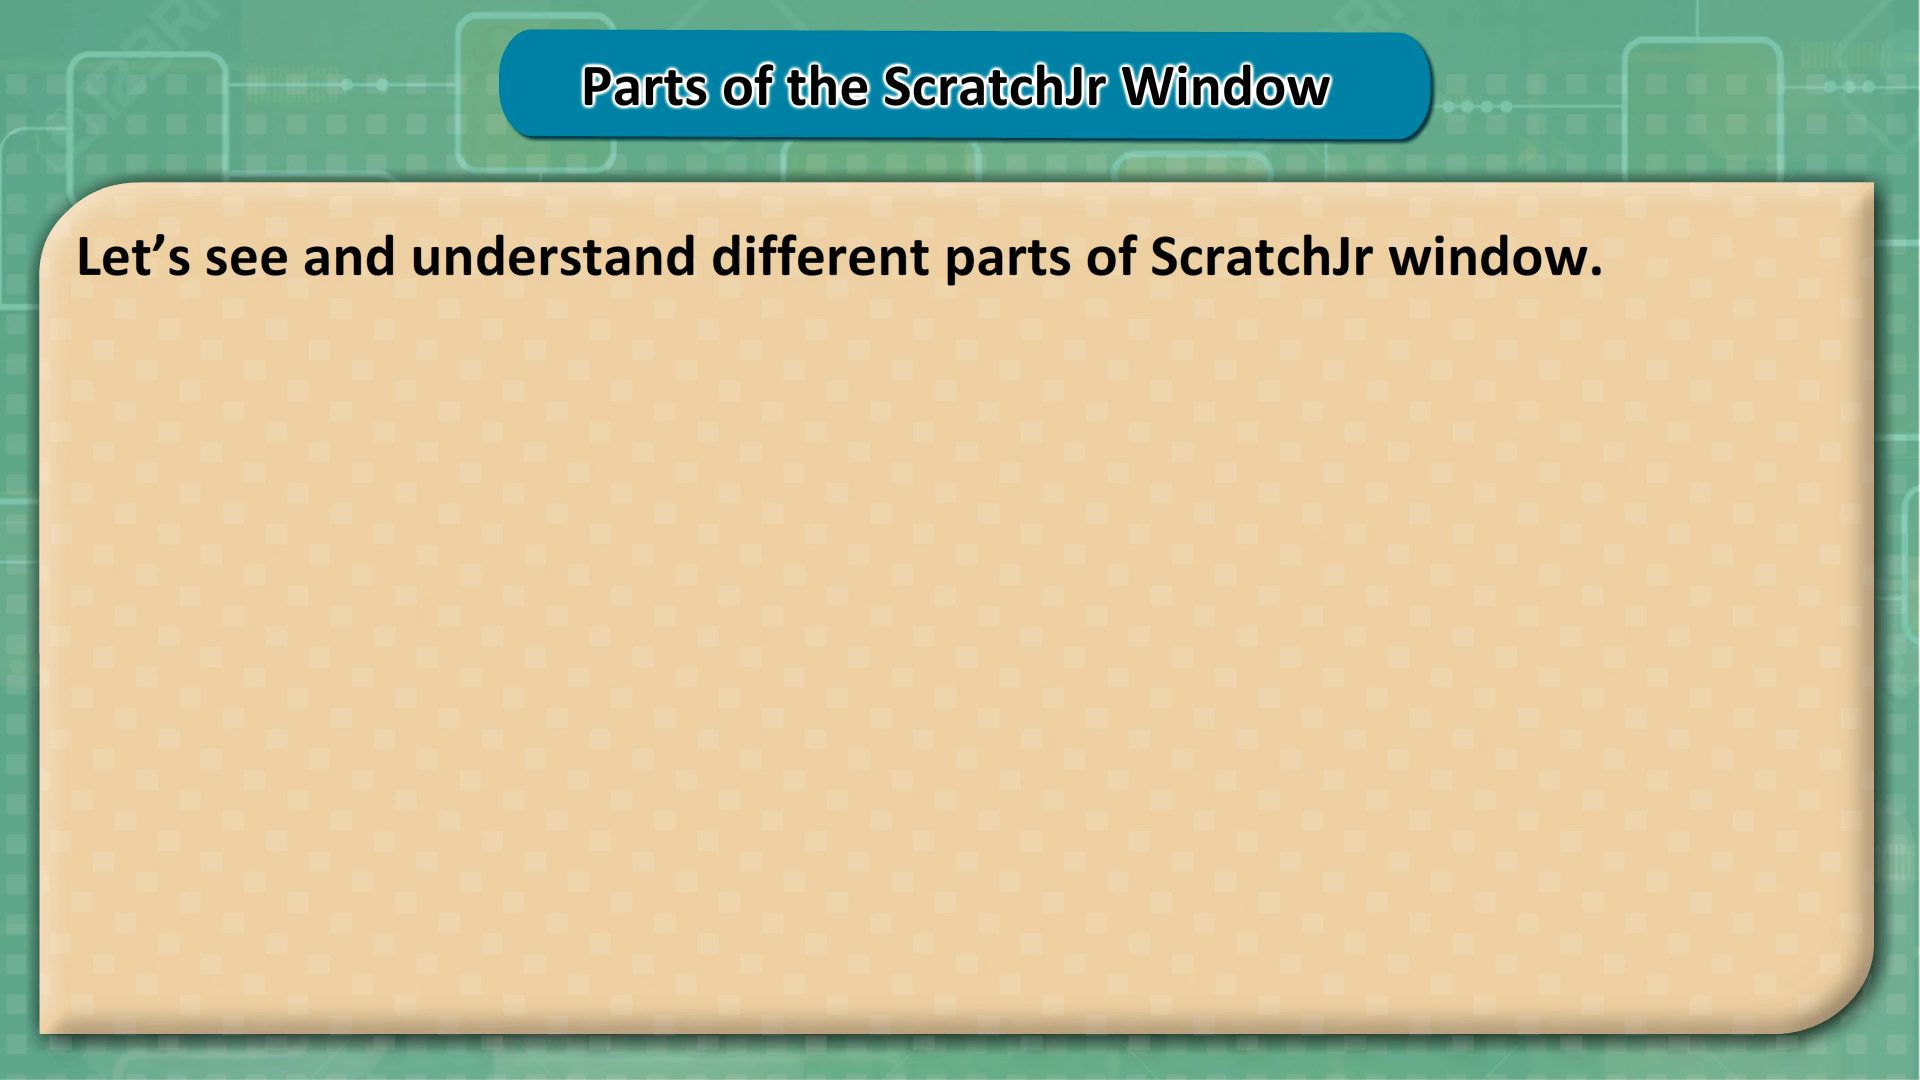 Parts of the ScratchJr Window
Let’s see and understand different parts of ScratchJr window.